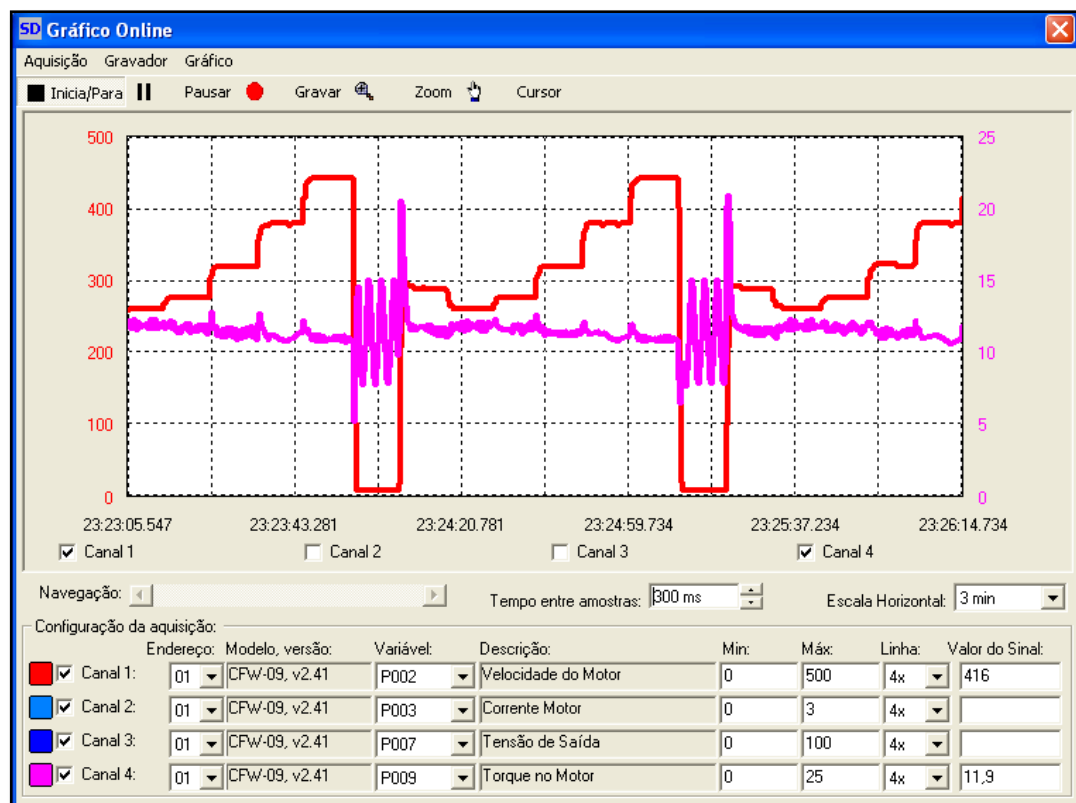 SD Gráfico Online
Aquisição Gravador Gráfico
Inicia/Para Pausar Gravar Zoom Cursor
500 25
400 20
300 15
200 10
100 5
0 0
23:23:05.547 23:23:43.281 23:24:20.781 23:24:59.734 23:25:37.234 23:26:14.734
Canal 1 Canal 2 Canal 3 Canal 4
Navegação: Tempo entre amostras: 300 ms Escala Horizontal: 3 min
Configuração da aquisição:
Endereço: Modelo, versão: Variável: Descrição: Min: Máx: Linha: Valor do Sinal:
Canal 1: 01 CFW-09, v2.41 P002 Velocidade do Motor 0 500 4x 416
Canal 2: 01 CFW-09, v2.41 P003 Corrente Motor 0 3 4x
Canal 3: 01 CFW-09, v2.41 P007 Tensão de Saída 0 100 4x
Canal 4: 01 CFW-09, v2.41 P009 Torque no Motor 0 25 4x 11,9